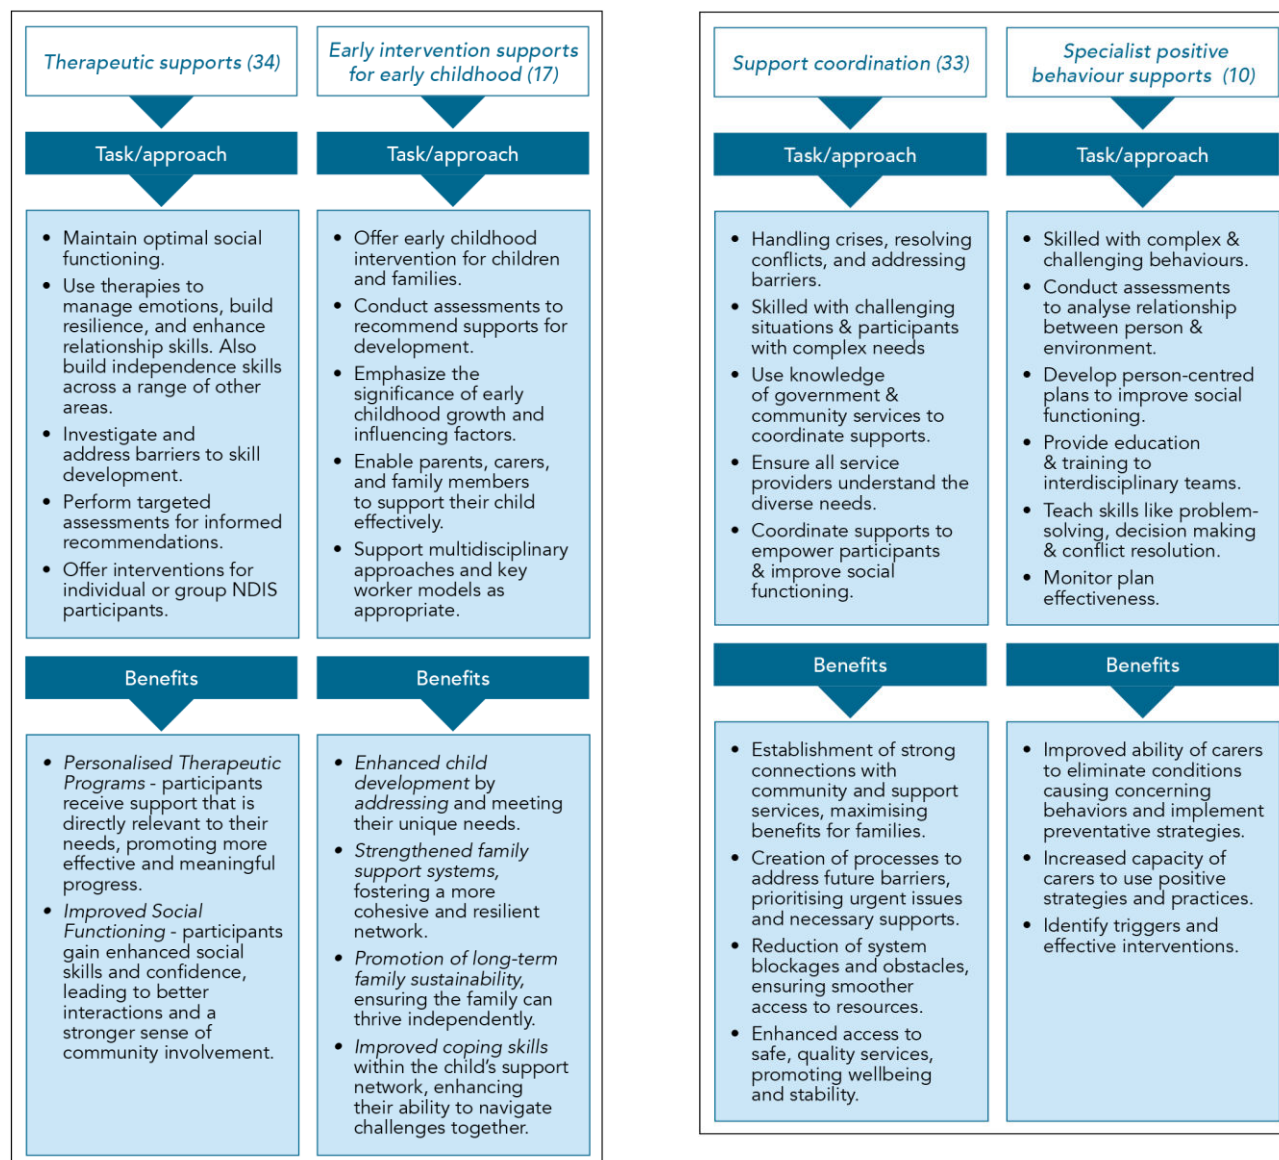 Therapeutic supports (34)
Task/approach
• Maintain optimal social
functioning.
• Use therapies to
manage emotions, build
resilience, and enhance
relationship skills. Also
build independence skills
across a range of other
areas.
• Investigate and
address barriers to skill
development.
• Perform targeted
assessments for informed
recommendations.
• Offer interventions for
individual or group NDIS
participants.
Benefits
• Personalised Therapeutic
Programs - participants
receive support that is
directly relevant to their
needs, promoting more
effective and meaningful
progress.
• Improved Social
Functioning - participants
gain enhanced social
skills and confidence,
leading to better
interactions and a
stronger sense of
community involvement.
Early intervention supports
for early childhood (17)
Task/approach
• Offer early childhood
intervention for children
and families.
• Conduct assessments to
recommend supports for
development.
• Emphasize the
significance of early
childhood growth and
influencing factors.
• Enable parents, carers,
and family members
to support their child
effectively.
• Support multidisciplinary
approaches and key
worker models as
appropriate.
Benefits
• Enhanced child
development by
addressing and meeting
their unique needs.
• Strengthened family
support systems,
fostering a more
cohesive and resilient
network.
• Promotion of long-term
family sustainability,
ensuring the family can
thrive independently.
• Improved coping skills
within the child's support
network, enhancing
their ability to navigate
challenges together.
Support coordination (33)
Task/approach
• Handling crises, resolving
conflicts, and addressing
barriers.
• Skilled with challenging
situations & participants
with complex needs
• Use knowledge
of government &
community services to
coordinate supports.
• Ensure all service
providers understand the
diverse needs.
• Coordinate supports to
empower participants
& improve social
functioning.
Benefits
• Establishment of strong
connections with
community and support
services, maximising
benefits for families.
• Creation of processes to
address future barriers,
prioritising urgent issues
and necessary supports.
• Reduction of system
blockages and obstacles,
ensuring smoother
access to resources.
• Enhanced access to
safe, quality services,
promoting wellbeing
and stability.
Specialist positive
behaviour supports (10)
Task/approach
• Skilled with complex &
challenging behaviours.
• Conduct assessments
to analyse relationship
between person &
environment.
• Develop person-centred
plans to improve social
functioning.
• Provide education
& training to
interdisciplinary teams.
• Teach skills like problem-
solving, decision making
& conflict resolution.
• Monitor plan
effectiveness.
Benefits
• Improved ability of carers
to eliminate conditions
causing concerning
behaviors and implement
preventative strategies.
• Increased capacity of
carers to use positive
strategies and practices.
• Identify triggers and
effective interventions.